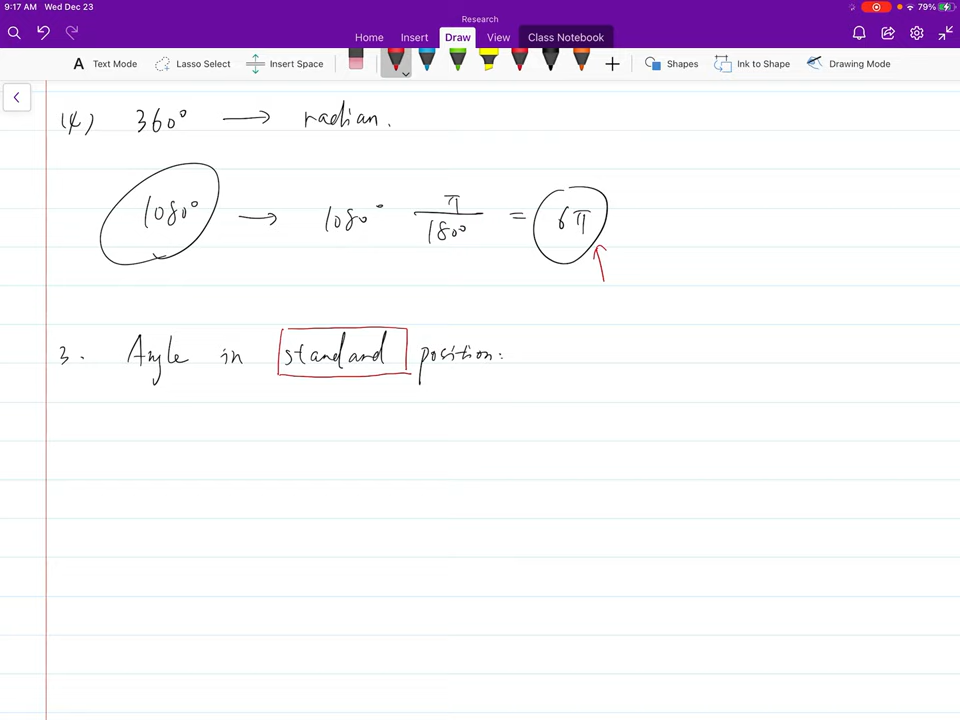 9:17 AM Wed Dec 23
79%
Research
Home Insert Draw View Class Notebook
A Text Mode Lasso Select Insert Space Shapes Ink to Shape Drawing Mode
(4) 360° → radian.
1080° → 1080° π/180° = 6π
3. Angle in standard position: